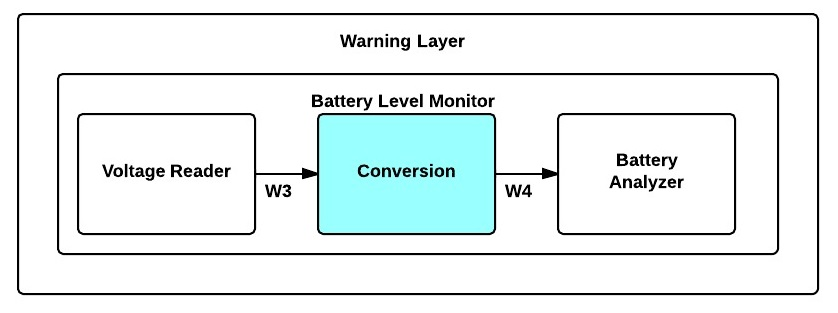 Warning Layer
Battery Level Monitor
Voltage Reader
W3
Conversion
W4
Battery
Analyzer